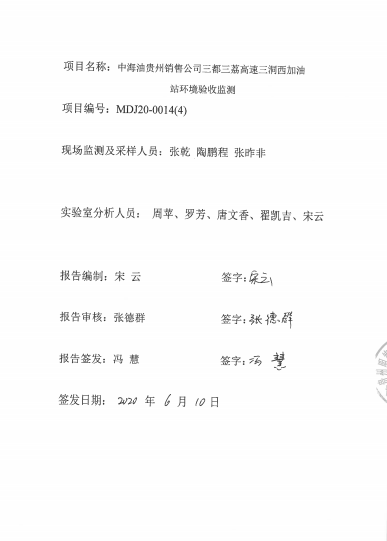 项目名称：中海油贵州销售公司三都三荔高速三洞西加油
站环境验收监测
项目编号：MDJ20-0014(4)
现场监测及采样人员：张乾 陶鹏程 张昨非
实验室分析人员： 周苹、罗芳、唐文香、翟凯吉、宋云
报告编制：宋 云 签字：宋云
报告审核：张德群 签字：张德群
报告签发：冯 慧 签字：冯慧
签发日期：2020 年 6 月 10 日